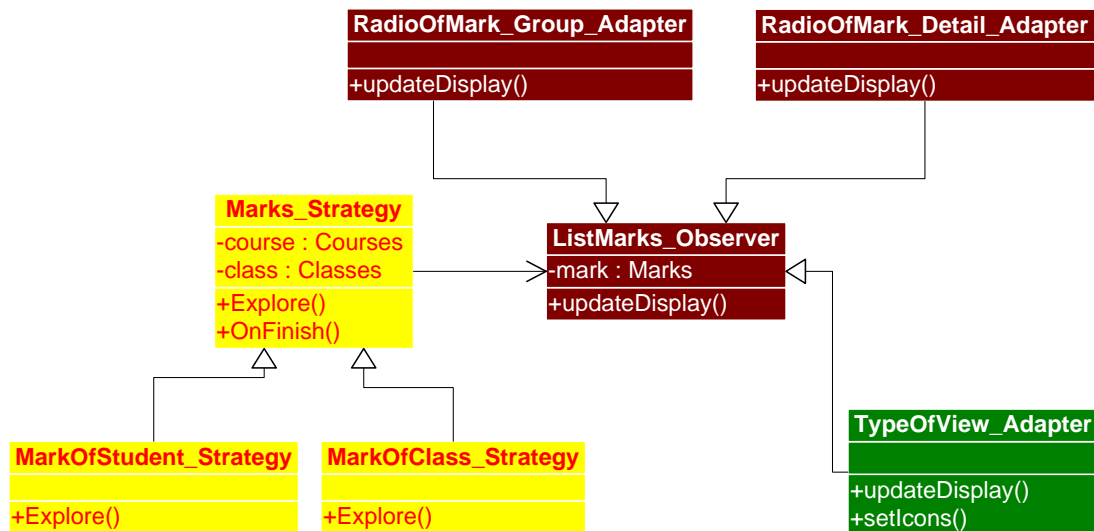 RadioOfMark_Group_Adapter
+updateDisplay()
RadioOfMark_Detail_Adapter
+updateDisplay()
Marks_Strategy
-course : Courses
-class : Classes
+Explore()
+OnFinish()
ListMarks_Observer
-mark : Marks
+updateDisplay()
MarkOfStudent_Strategy
+Explore()
MarkOfClass_Strategy
+Explore()
TypeOfView_Adapter
+updateDisplay()
+setIcons()